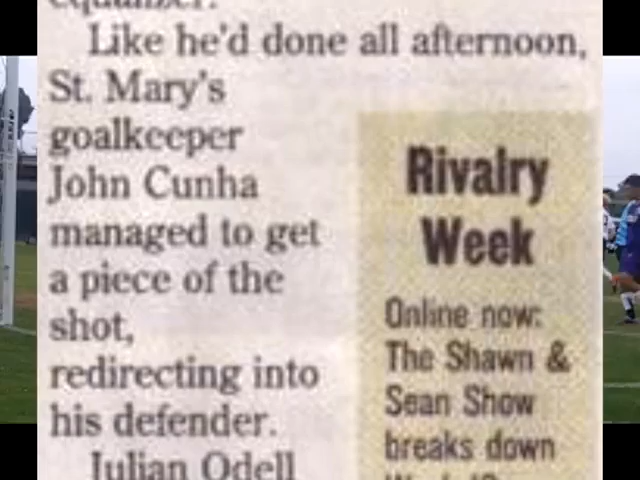 equalizer.
Like he'd done all afternoon,
St. Mary's
goalkeeper
John Cunha
managed to get
a piece of the
shot,
redirecting into
his defender.
Julian Odell
Rivalry
Week
Online now:
The Shawn &
Sean Show
breaks down